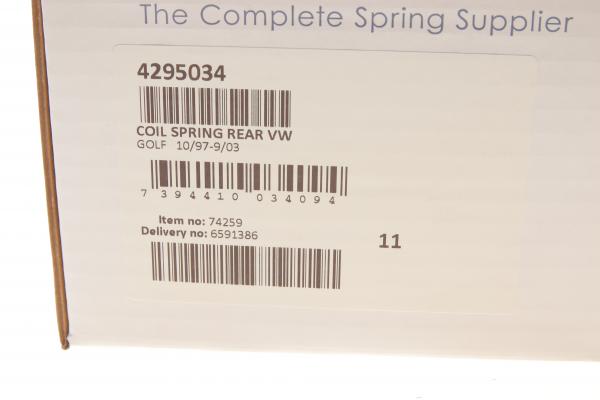 The Complete Spring Supplier
4295034
COIL SPRING REAR VW
GOLF 10/97-9/03
7 394410 034094
Item no: 74259
Delivery no: 6591386
11